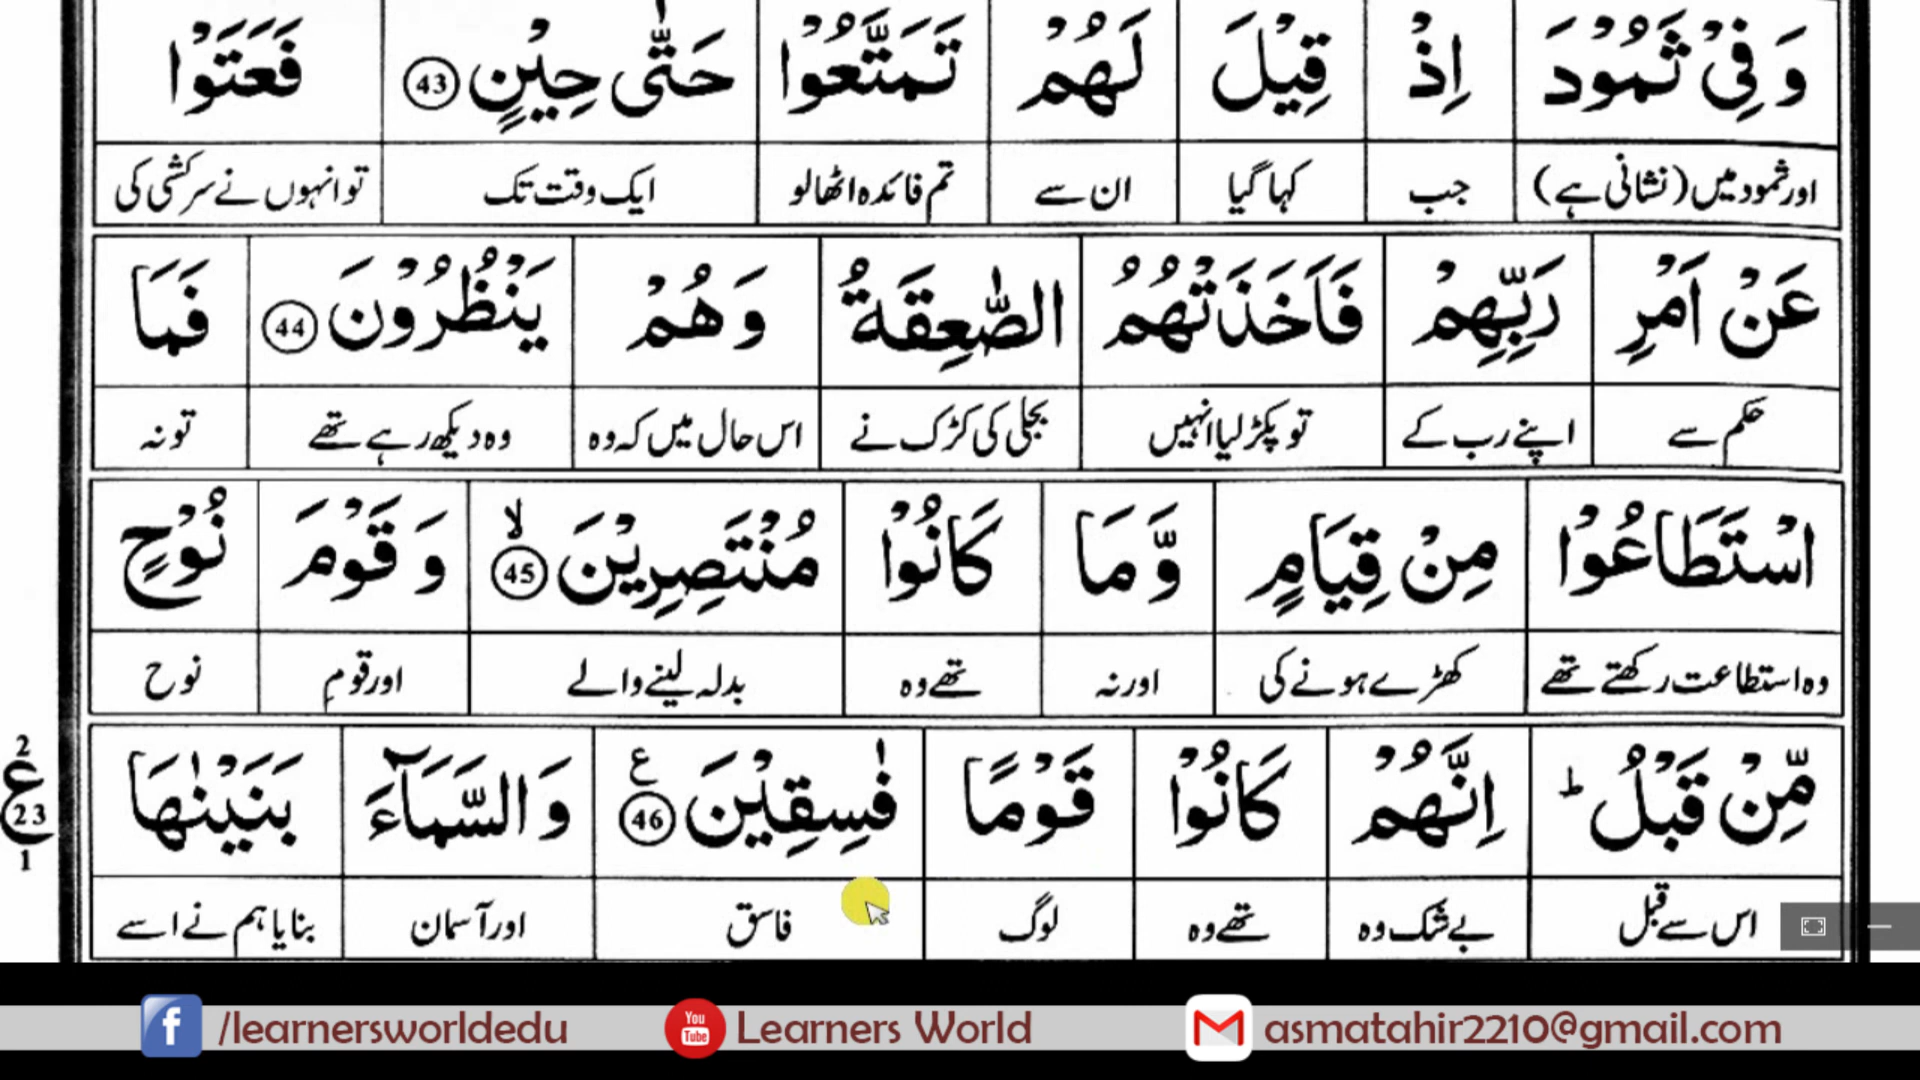 وَ فِیْ ثَمُوْدَ اِذْ قِیْلَ لَهُمْ تَمَتَّعُوْا حَتّٰی حِیْنٍ 43 فَعَتَوْا
اور ثمود میں (نشانی ہے) جب کہا گیا ان سے تم فائدہ اٹھا لو ایک وقت تک تو انہوں نے سرکشی کی
عَنْ اَمْرِ رَبِّهِمْ فَاَخَذَتْهُمُ الصّٰعِقَةُ وَ هُمْ یَنْظُرُوْنَ 44 فَمَا
حکم سے اپنے رب کے تو پکڑ لیا انہیں بجلی کی کڑک نے اس حال میں کہ وہ وہ دیکھ رہے تھے تو نہ
اسْتَطَاعُوْا مِنْ قِیَامٍ وَّ مَا کَانُوْا مُنْتَصِرِیْنَ 45 لا وَ قَوْمَ نُوْحٍ
وہ استطاعت رکھتے تھے کھڑے ہونے کی اور نہ تھے وہ بدلہ لینے والے اور قومِ نوح
مِّنْ قَبْلُ ط اِنَّهُمْ کَانُوْا قَوْمًا فٰسِقِیْنَ 46 ع وَ السَّمَآءَ بَنَیْنٰهَا
2 ع 23 1
اس سے قبل بے شک وہ تھے وہ لوگ فاسق اور آسمان بنایا ہم نے اسے
f /learnersworldedu You Tube Learners World asmatahir2210@gmail.com